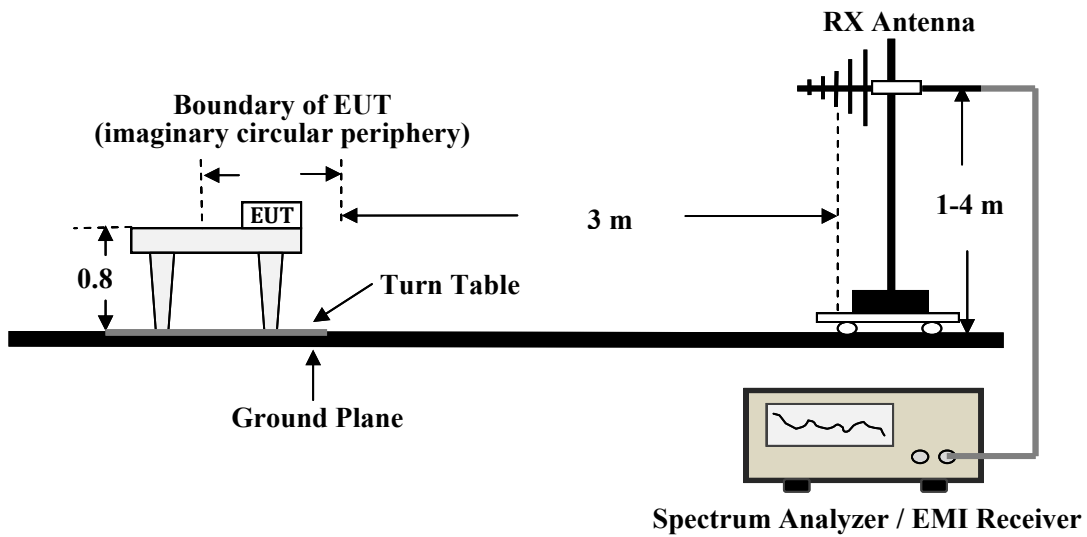 RX Antenna
Boundary of EUT
(imaginary circular periphery)
EUT
3 m
1-4 m
0.8
Turn Table
Ground Plane
Spectrum Analyzer / EMI Receiver